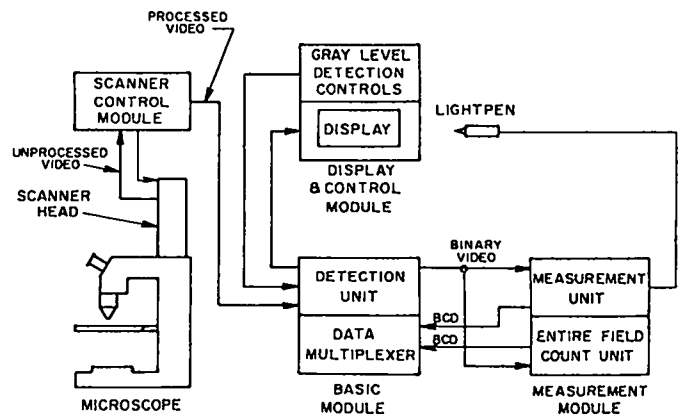 PROCESSED
VIDEO
SCANNER
CONTROL
MODULE
GRAY LEVEL
DETECTION
CONTROLS
DISPLAY
LIGHTPEN
UNPROCESSED
VIDEO
DISPLAY
& CONTROL
MODULE
SCANNER
HEAD
BINARY
VIDEO
DETECTION
UNIT
MEASUREMENT
UNIT
BCD
DATA
MULTIPLEXER
BCD
ENTIRE FIELD
COUNT UNIT
MICROSCOPE
BASIC
MODULE
MEASUREMENT
MODULE